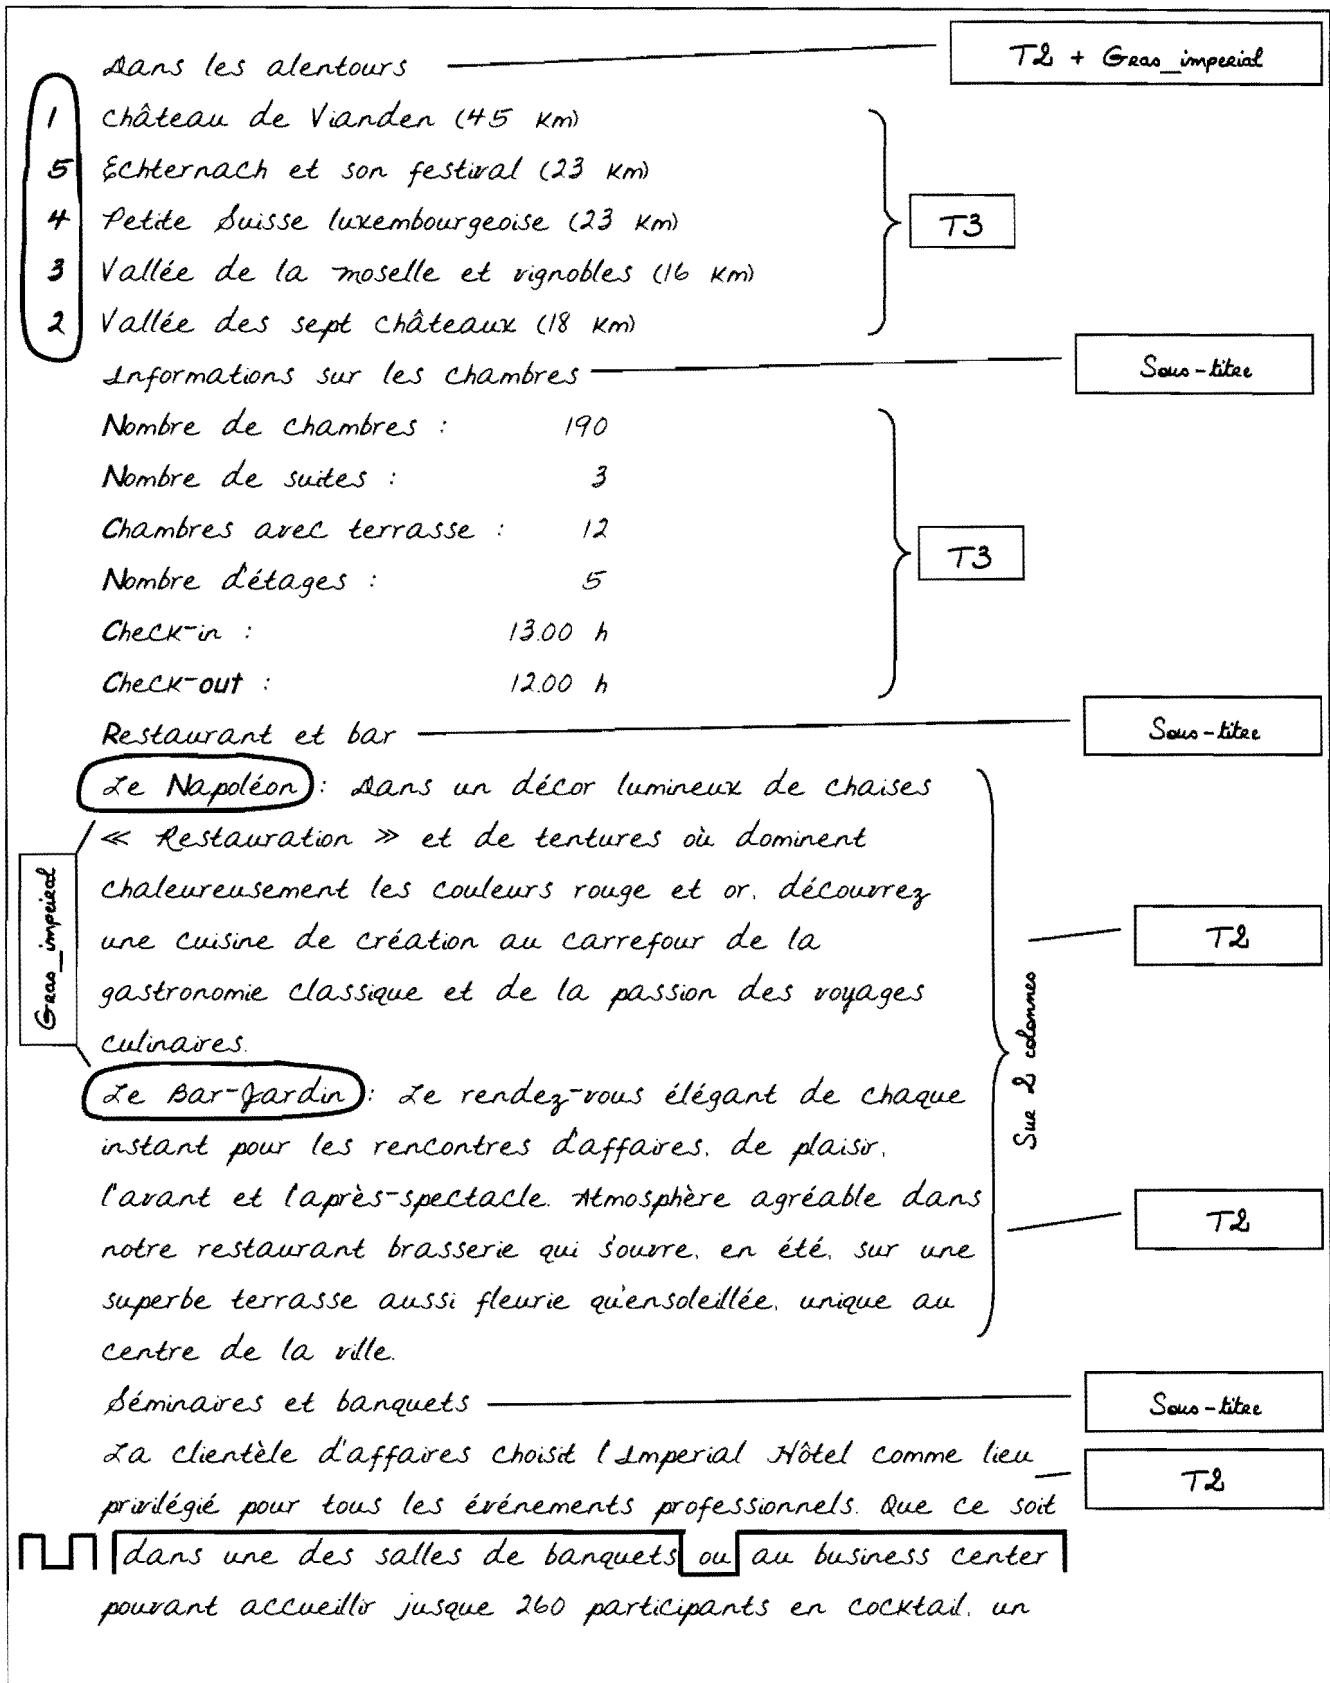 Dans les alentours T2 + Gras_imperial
1 Château de Vianden (45 km)
5 Echternach et son festival (23 km)
4 Petite Suisse luxembourgeoise (23 km)
T3
3 Vallée de la moselle et vignobles (16 km)
2 Vallée des sept châteaux (18 km)
Informations sur les chambres Sous-titre
Nombre de chambres : 190
Nombre de suites : 3
Chambres avec terrasse : 12
T3
Nombre d'étages : 5
Check-in : 13.00 h
Check-out : 12.00 h
Restaurant et bar Sous-titre
Le Napoléon : Dans un décor lumineux de chaises
« Restauration » et de tentures où dominent
chaleureusement les couleurs rouge et or, découvrez
une cuisine de création au carrefour de la T2
gastronomie classique et de la passion des voyages
culinaires.
Gras_impérial
Sur 2 colonnes
Le Bar-Jardin : Le rendez-vous élégant de chaque
instant pour les rencontres d'affaires, de plaisir,
l'avant et l'après-spectacle. Atmosphère agréable dans T2
notre restaurant brasserie qui s'ouvre, en été, sur une
superbe terrasse aussi fleurie qu'ensoleillée, unique au
centre de la ville.
Séminaires et banquets Sous-titre
La clientèle d'affaires choisit l'Imperial Hôtel comme lieu T2
privilégié pour tous les événements professionnels. Que ce soit
dans une des salles de banquets ou au business center
pouvant accueillir jusque 260 participants en cocktail, un